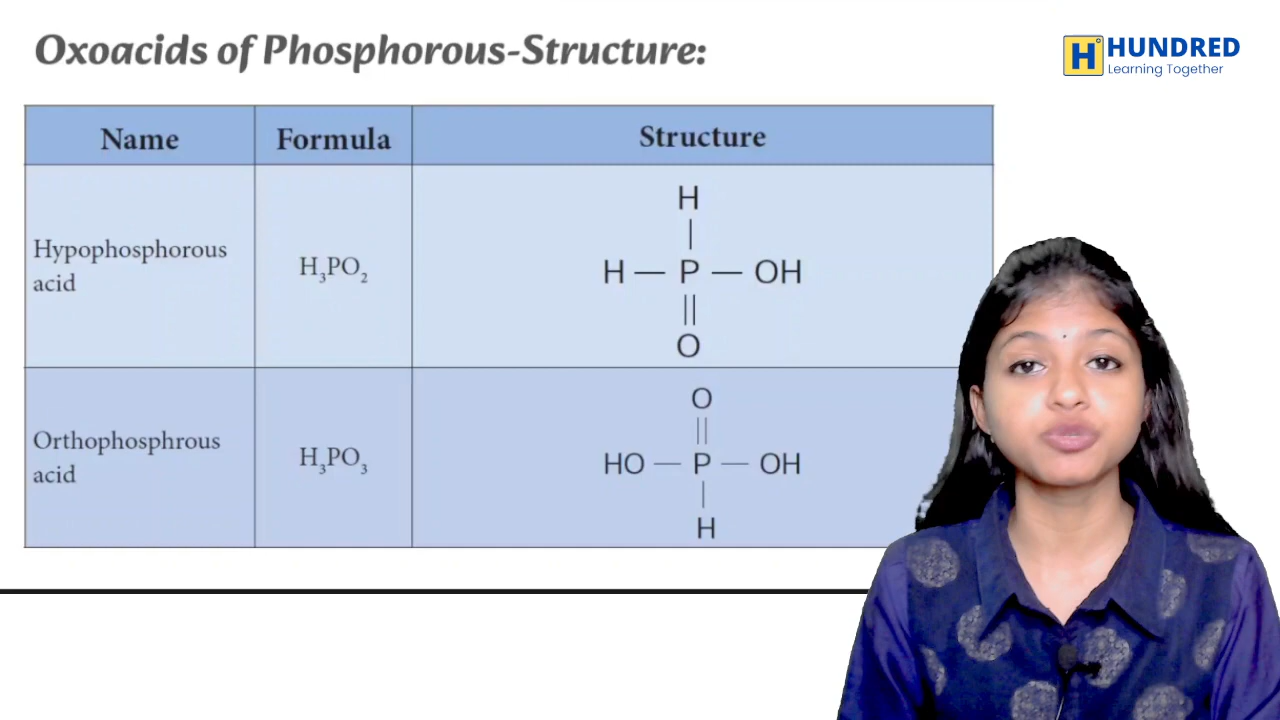 Oxoacids of Phosphorous-Structure:
H° HUNDRED
Learning Together
Name Formula Structure
Hypophosphorous
acid
H₃PO₂
H
|
H — P — OH
||
O
Orthophosphrous
acid
H₃PO₃
O
||
HO — P — OH
|
H